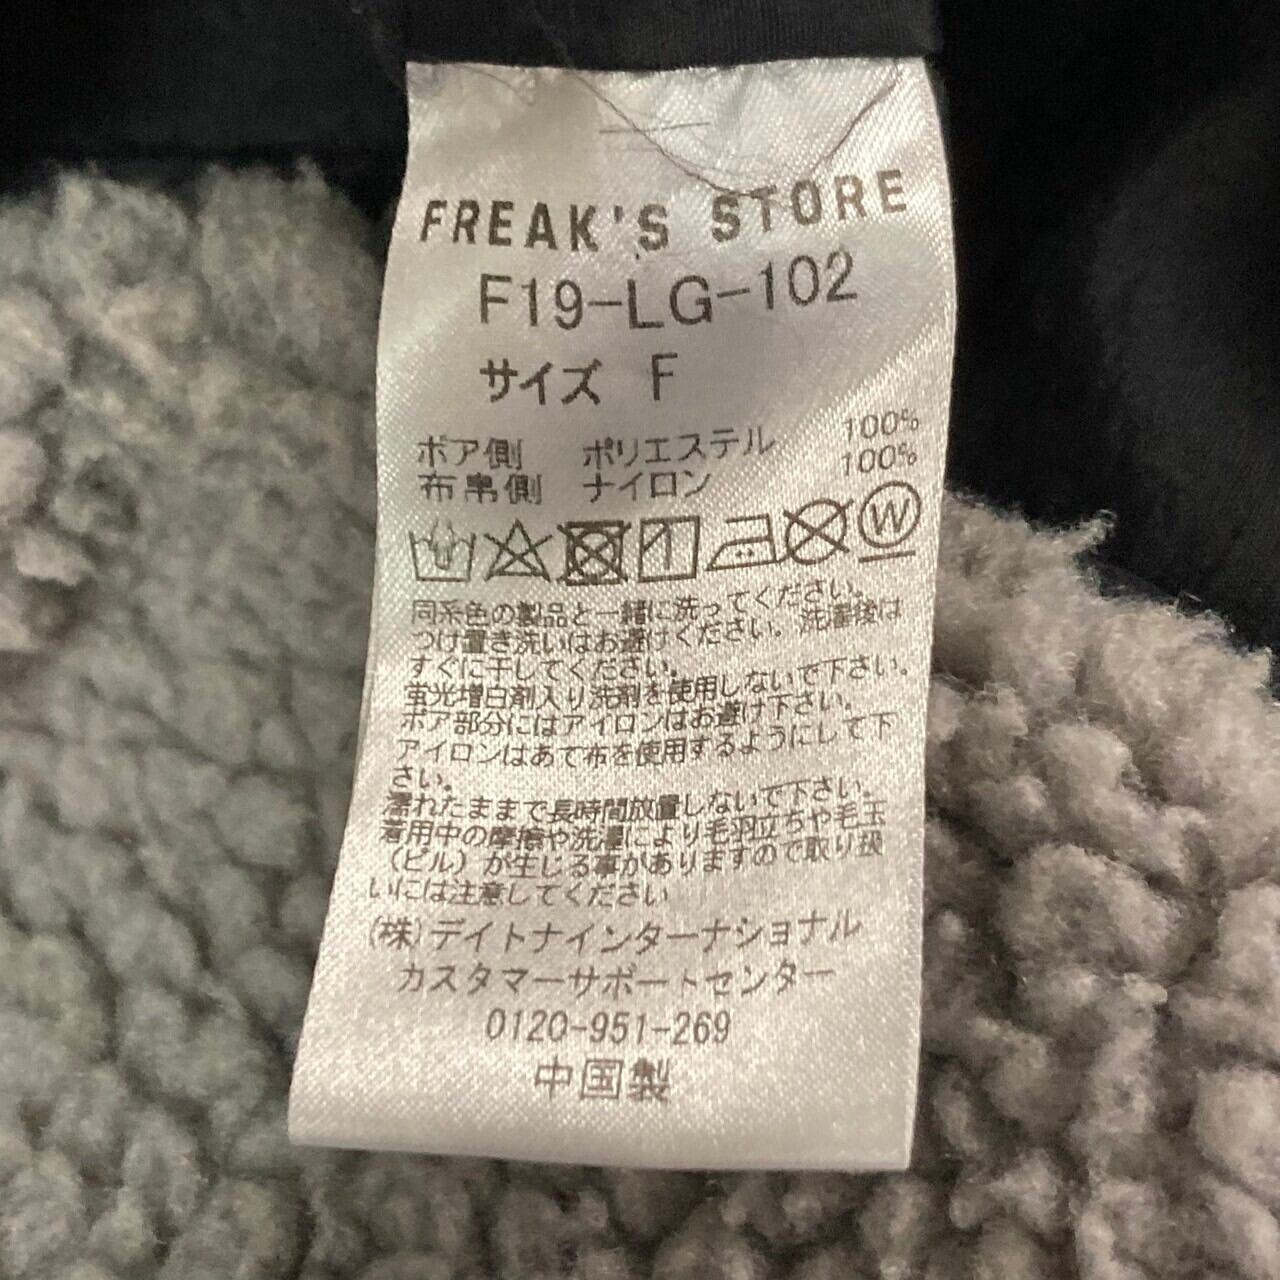 FREAK'S STORE
F19-LG-102
サイズ F
ボア側 ポリエステル 100%
布帛側 ナイロン 100%
W
同系色の製品と一緒に洗ってください。
つけ置き洗いはお避けください。洗濯後は
すぐに干してください。
蛍光増白剤入り洗剤を使用しないで下さい。
ボア部分にはアイロンはお避け下さい。
アイロンはあて布を使用するようにして下
さい。
濡れたままで長時間放置しないで下さい。
着用中の摩擦や洗濯により毛羽立ちや毛玉
(ピル)が生じる事がありますので取り扱
いには注意してください
(株)デイトナインターナショナル
カスタマーサポートセンター
0120-951-269
中国製